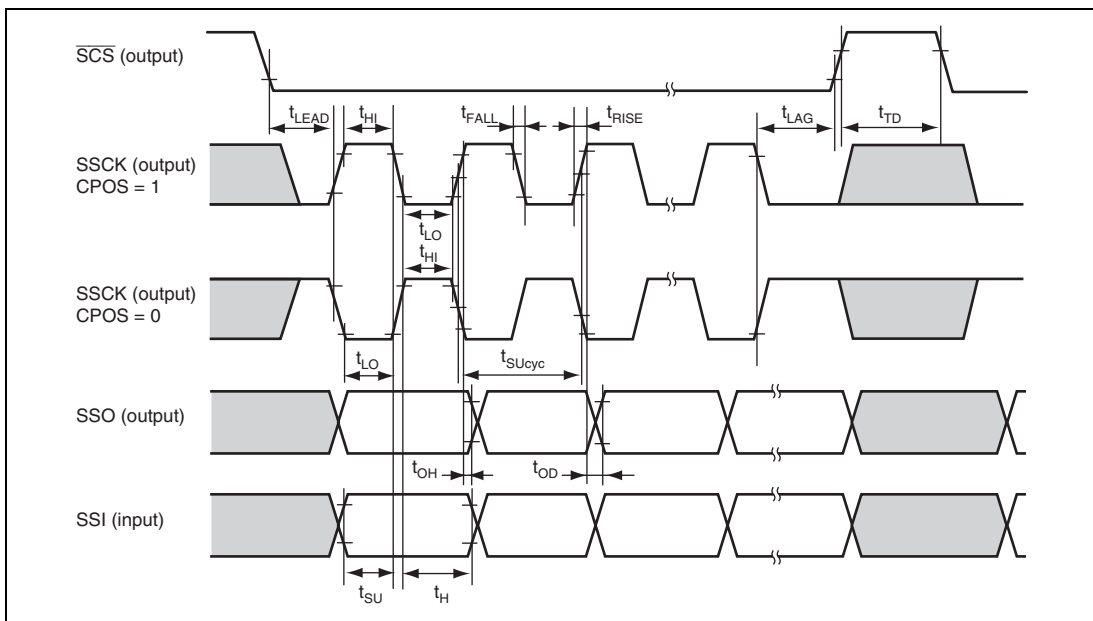 SCS (output)
tLEAD tHI tFALL tRISE tLAG tTD
SSCK (output)
CPOS = 1
tLO
tHI
SSCK (output)
CPOS = 0
tLO tSUcyc
SSO (output)
tOH tOD
SSI (input)
tSU tH